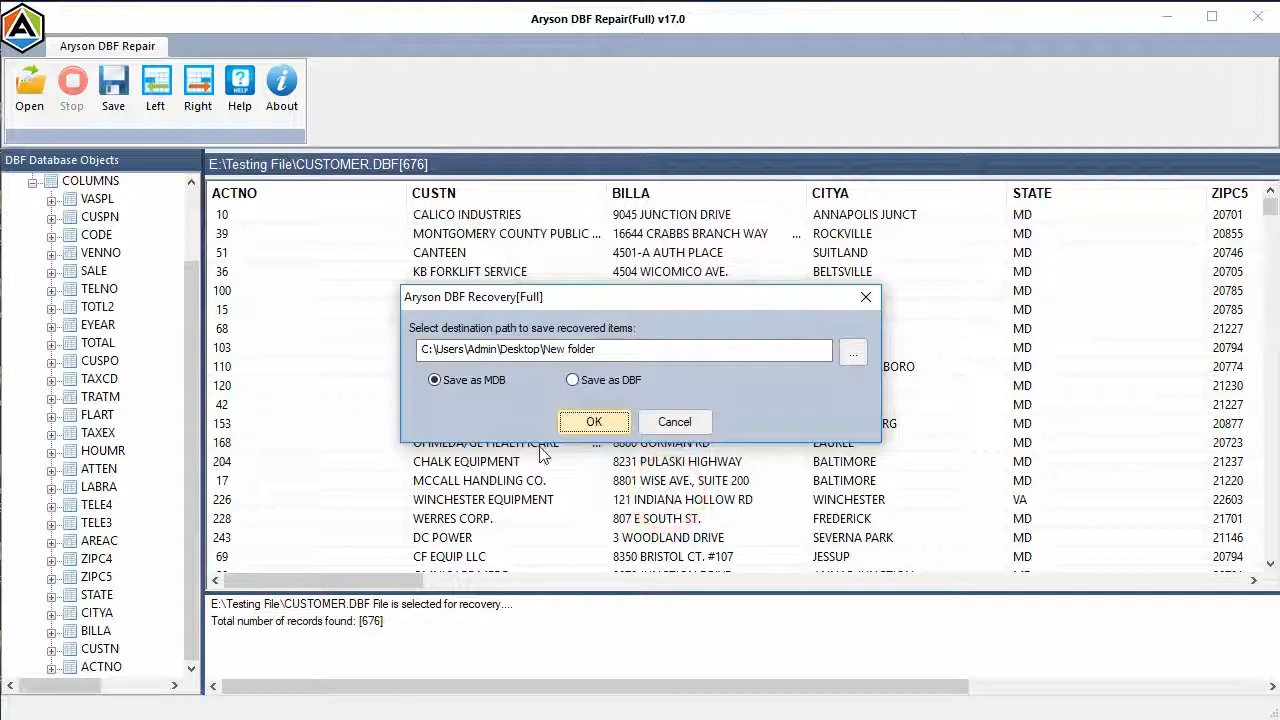 Aryson DBF Repair(Full) v17.0
Aryson DBF Repair
Open Stop Save Left Right Help About
DBF Database Objects
COLUMNS
VASPL
CUSPN
CODE
VENNO
SALE
TELNO
TOTL2
EYEAR
TOTAL
CUSPO
TAXCD
TRATM
FLART
TAXEX
HOUMR
ATTEN
LABRA
TELE4
TELE3
AREAC
ZIPC4
ZIPC5
STATE
CITYA
BILLA
CUSTN
ACTNO
E:\Testing File\CUSTOMER.DBF[676]
ACTNO CUSTN BILLA CITYA STATE ZIPC5
10 CALICO INDUSTRIES 9045 JUNCTION DRIVE ANNAPOLIS JUNCT MD 20701
39 MONTGOMERY COUNTY PUBLIC ... 16644 CRABBS BRANCH WAY ... ROCKVILLE MD 20855
51 CANTEEN 4501-A AUTH PLACE SUITLAND MD 20746
36 KB FORKLIFT SERVICE 4504 WICOMICO AVE. BELTSVILLE MD 20705
100 MD 20785
15 MD 20785
68 MD 21227
103 MD 20794
110 BORO MD 20774
120 MD 21230
42 MD 21227
153 RG MD 20877
168 OHMEDA/GE HEALTHCARE ... 8880 GORMAN RD LAUREL MD 20723
204 CHALK EQUIPMENT 8231 PULASKI HIGHWAY BALTIMORE MD 21237
17 MCCALL HANDLING CO. 8801 WISE AVE., SUITE 200 BALTIMORE MD 21220
226 WINCHESTER EQUIPMENT 121 INDIANA HOLLOW RD WINCHESTER VA 22603
228 WERRES CORP. 807 E SOUTH ST. FREDERICK MD 21701
243 DC POWER 3 WOODLAND DRIVE SEVERNA PARK MD 21146
69 CF EQUIP LLC 8350 BRISTOL CT. #107 JESSUP MD 20794
Aryson DBF Recovery[Full]
Select destination path to save recovered items:
C:\Users\Admin\Desktop\New folder
...
Save as MDB Save as DBF
OK Cancel
E:\Testing File\CUSTOMER.DBF File is selected for recovery....
Total number of records found: [676]